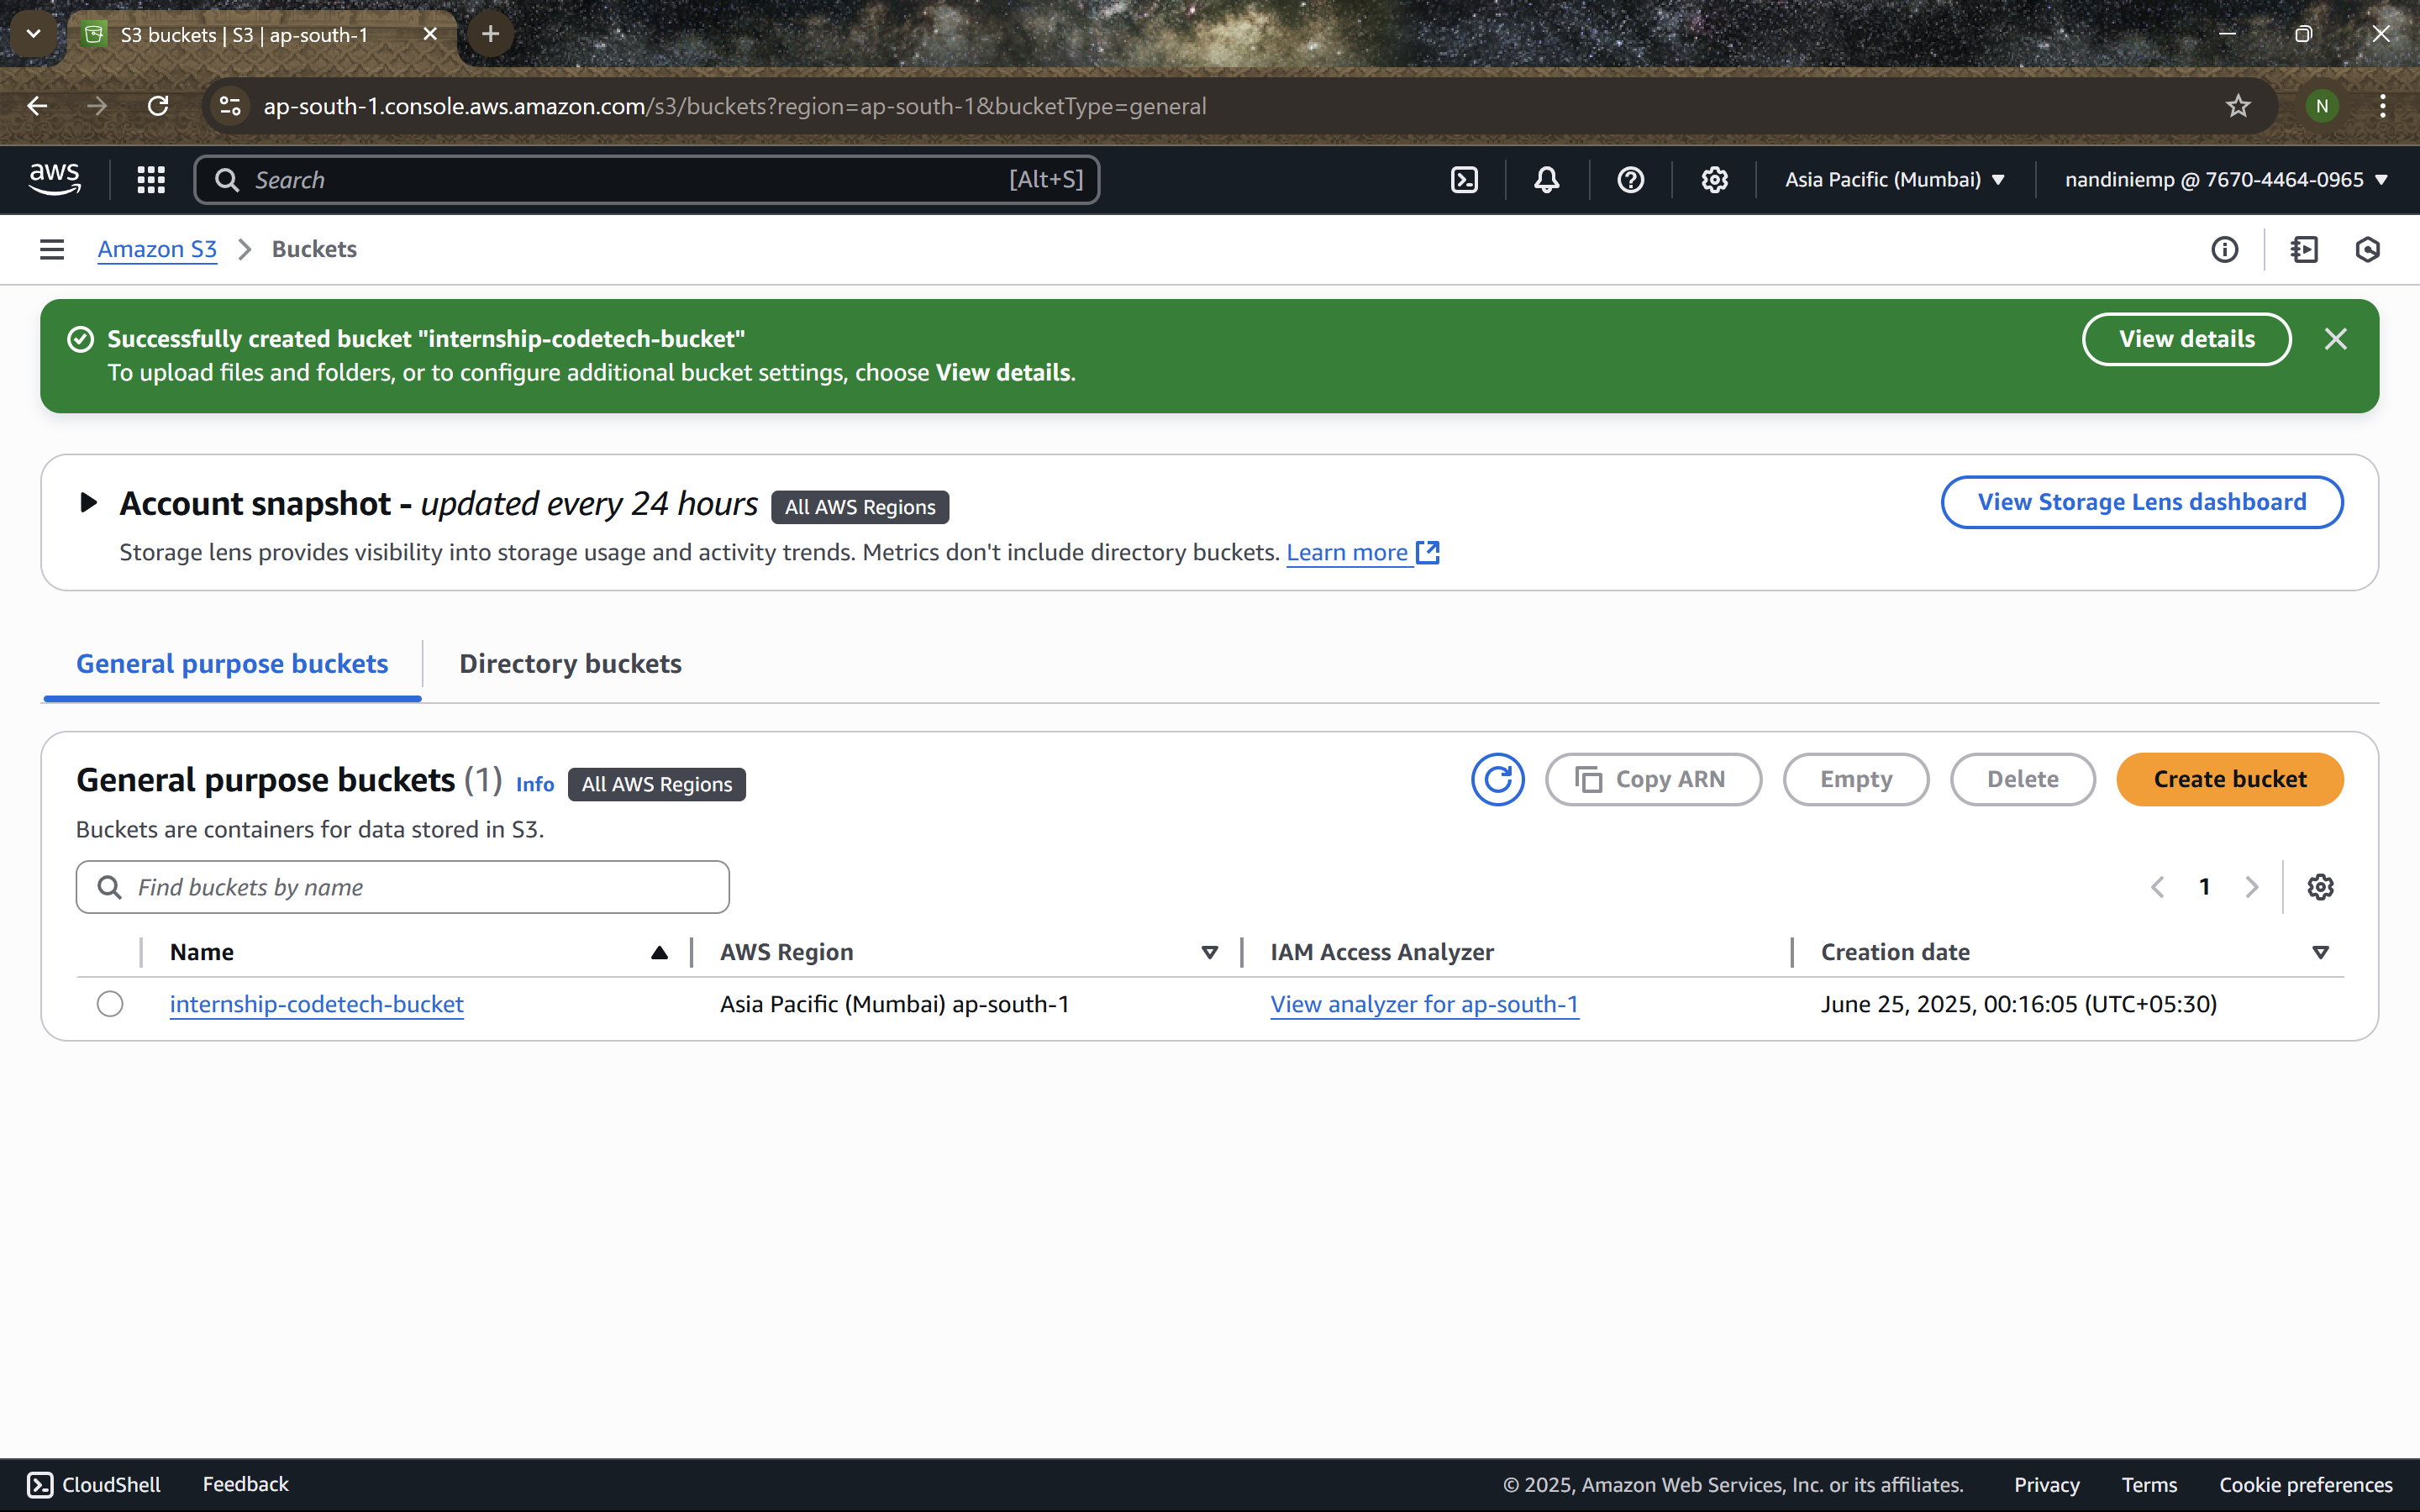 S3 buckets | S3 | ap-south-1
ap-south-1.console.aws.amazon.com/s3/buckets?region=ap-south-1&bucketType=general
N
aws
Search
[Alt+S]
Asia Pacific (Mumbai)
nandiniemp @ 7670-4464-0965
Amazon S3
Buckets
Successfully created bucket "internship-codetech-bucket"
View details
To upload files and folders, or to configure additional bucket settings, choose View details.
Account snapshot - updated every 24 hours
All AWS Regions
View Storage Lens dashboard
Storage lens provides visibility into storage usage and activity trends. Metrics don't include directory buckets. Learn more
General purpose buckets
Directory buckets
General purpose buckets (1)
Info
All AWS Regions
Copy ARN
Empty
Delete
Create bucket
Buckets are containers for data stored in S3.
Find buckets by name
1
Name
AWS Region
IAM Access Analyzer
Creation date
internship-codetech-bucket
Asia Pacific (Mumbai) ap-south-1
View analyzer for ap-south-1
June 25, 2025, 00:16:05 (UTC+05:30)
CloudShell
Feedback
© 2025, Amazon Web Services, Inc. or its affiliates.
Privacy
Terms
Cookie preferences